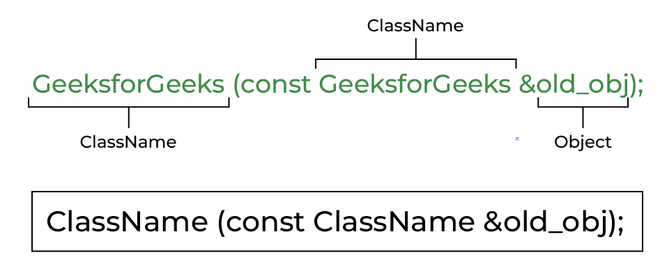 ClassName
GeeksforGeeks (const GeeksforGeeks &old_obj);
ClassName
Object
ClassName (const ClassName &old_obj);